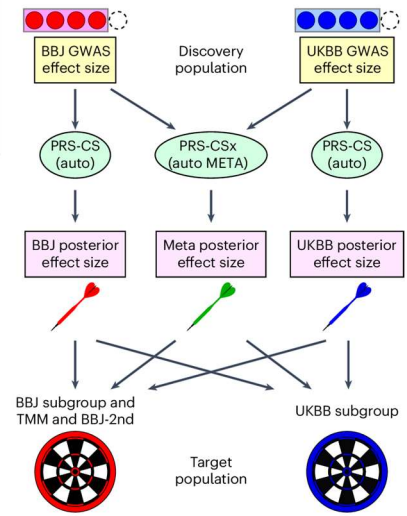 BBJ GWAS
effect size
Discovery
population
UKBB GWAS
effect size
PRS-CS
(auto)
PRS-CSx
(auto META)
PRS-CS
(auto)
BBJ posterior
effect size
Meta posterior
effect size
UKBB posterior
effect size
BBJ subgroup and
TMM and BBJ-2nd
UKBB subgroup
Target
population